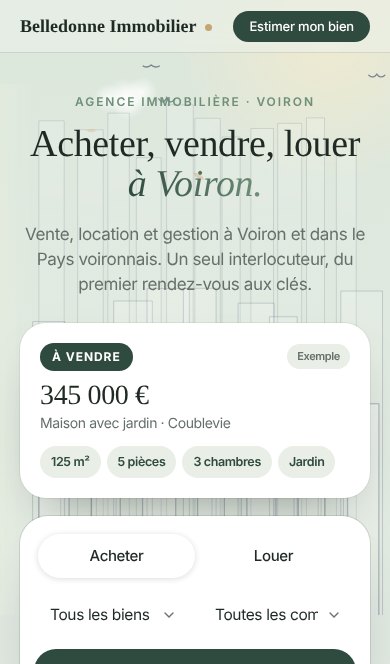 Belledonne Immobilier
Estimer mon bien
AGENCE IMMOBILIÈRE · VOIRON
Acheter, vendre, louer
à Voiron.
Vente, location et gestion à Voiron et dans le
Pays voironnais. Un seul interlocuteur, du
premier rendez-vous aux clés.
À VENDRE
Exemple
345 000 €
Maison avec jardin · Coublevie
125 m²
5 pièces
3 chambres
Jardin
Acheter
Louer
Tous les biens
Toutes les com